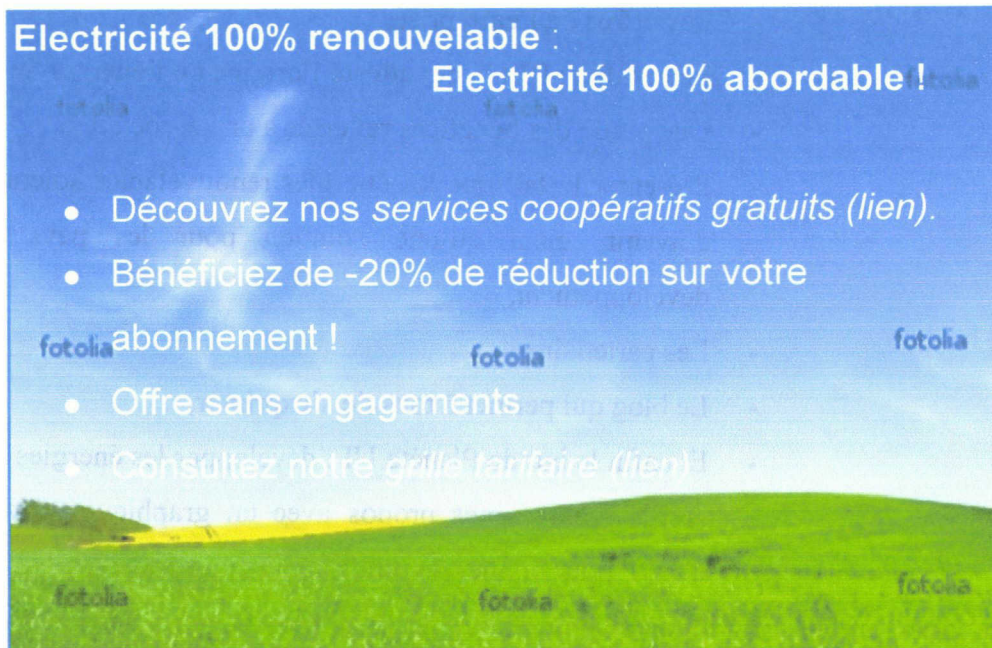 Electricité 100% renouvelable :
Electricité 100% abordable !
fotolia fotolia fotolia
• Découvrez nos services coopératifs gratuits (lien).
• Bénéficiez de -20% de réduction sur votre
abonnement !
fotolia fotolia fotolia
• Offre sans engagements
• Consultez notre grille tarifaire (lien)
fotolia fotolia fotolia